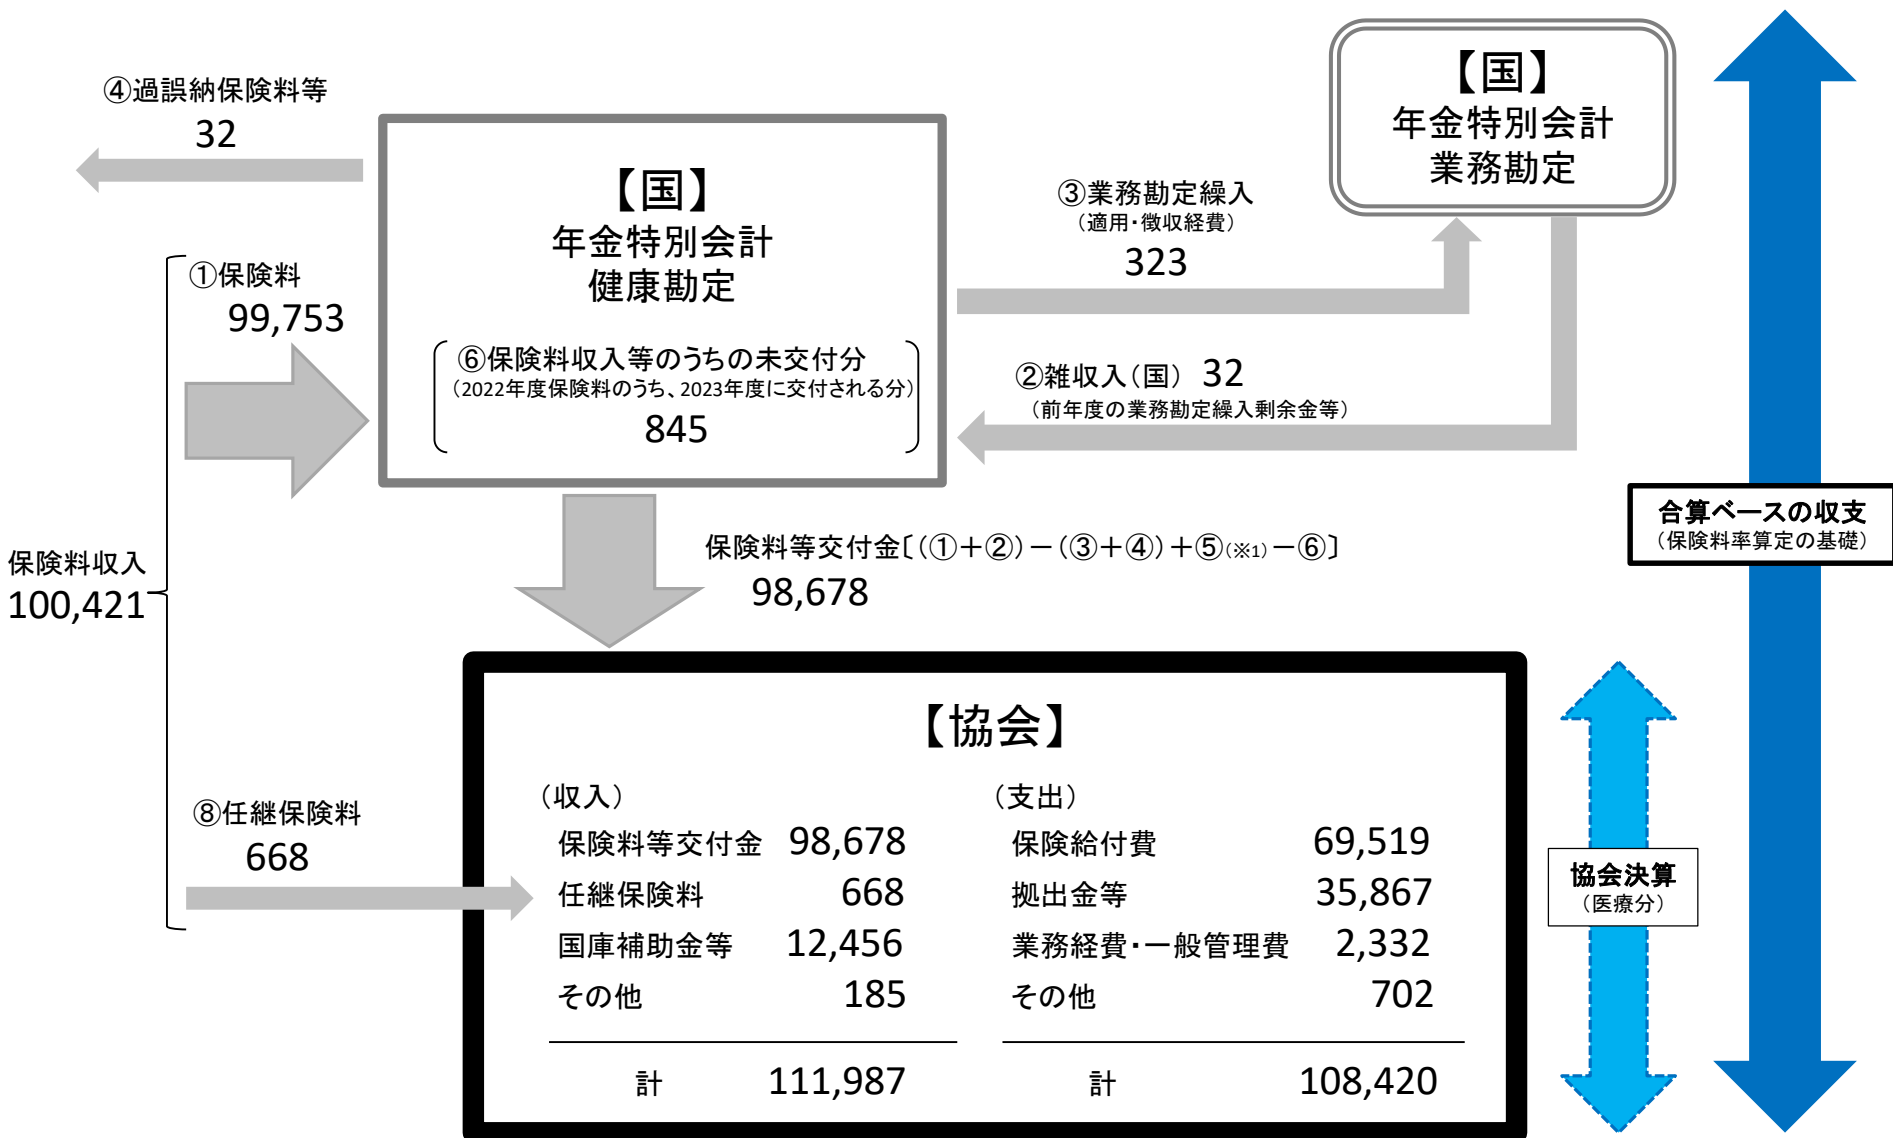 ④過誤納保険料等
32
【国】
年金特別会計
健康勘定
⑥保険料収入等のうちの未交付分
（2022年度保険料のうち、2023年度に交付される分）
845
【国】
年金特別会計
業務勘定
③業務勘定繰入
（適用・徴収経費）
323
②雑収入（国） 32
（前年度の業務勘定繰入剰余金等）
①保険料
99,753
保険料収入
100,421
保険料等交付金〔（①＋②）－（③＋④）＋⑤（※1）－⑥〕
98,678
合算ベースの収支
（保険料率算定の基礎）
⑧任継保険料
668
【協会】
（収入）
保険料等交付金 98,678
任継保険料 668
国庫補助金等 12,456
その他 185
計 111,987
（支出）
保険給付費 69,519
拠出金等 35,867
業務経費・一般管理費 2,332
その他 702
計 108,420
協会決算
（医療分）